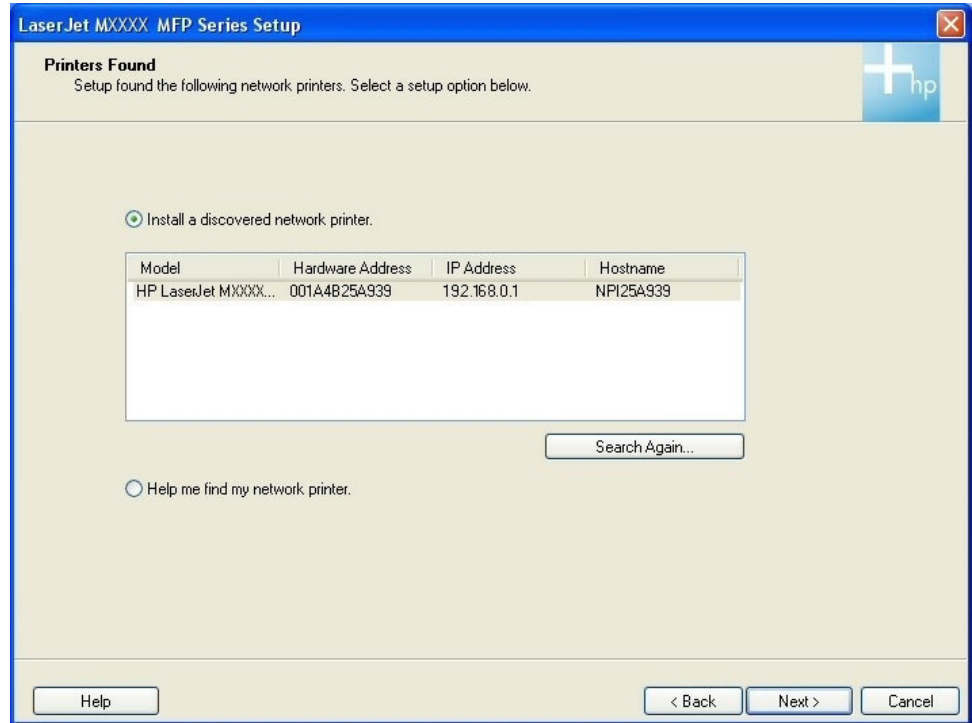 LaserJet MXXXX MFP Series Setup
Printers Found
Setup found the following network printers. Select a setup option below.
hp
Install a discovered network printer.
Model Hardware Address IP Address Hostname
HP LaserJet MXXXX... 001A4B25A939 192.168.0.1 NPI25A939
Search Again...
Help me find my network printer.
Help < Back Next > Cancel